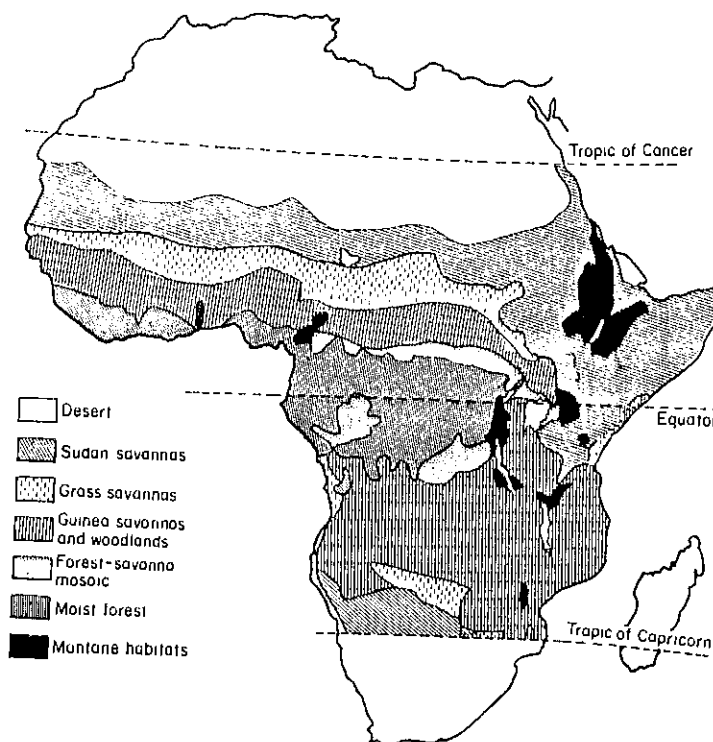 Tropic of Cancer
Equator
Desert
Sudan savannas
Grass savannas
Guinea savannas
and woodlands
Forest-savanna
mosaic
Moist forest
Montane habitats
Tropic of Capricorn